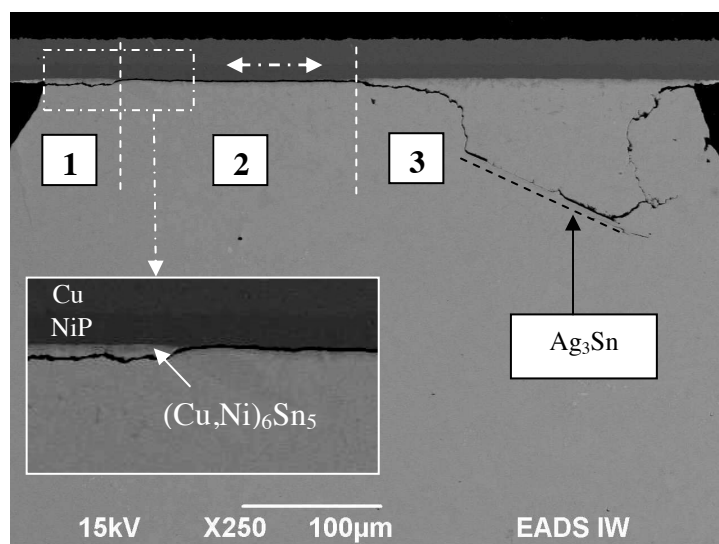 1
2
3
Cu
NiP
(Cu,Ni)₆Sn₅
Ag₃Sn
15kV X250 100µm EADS IW